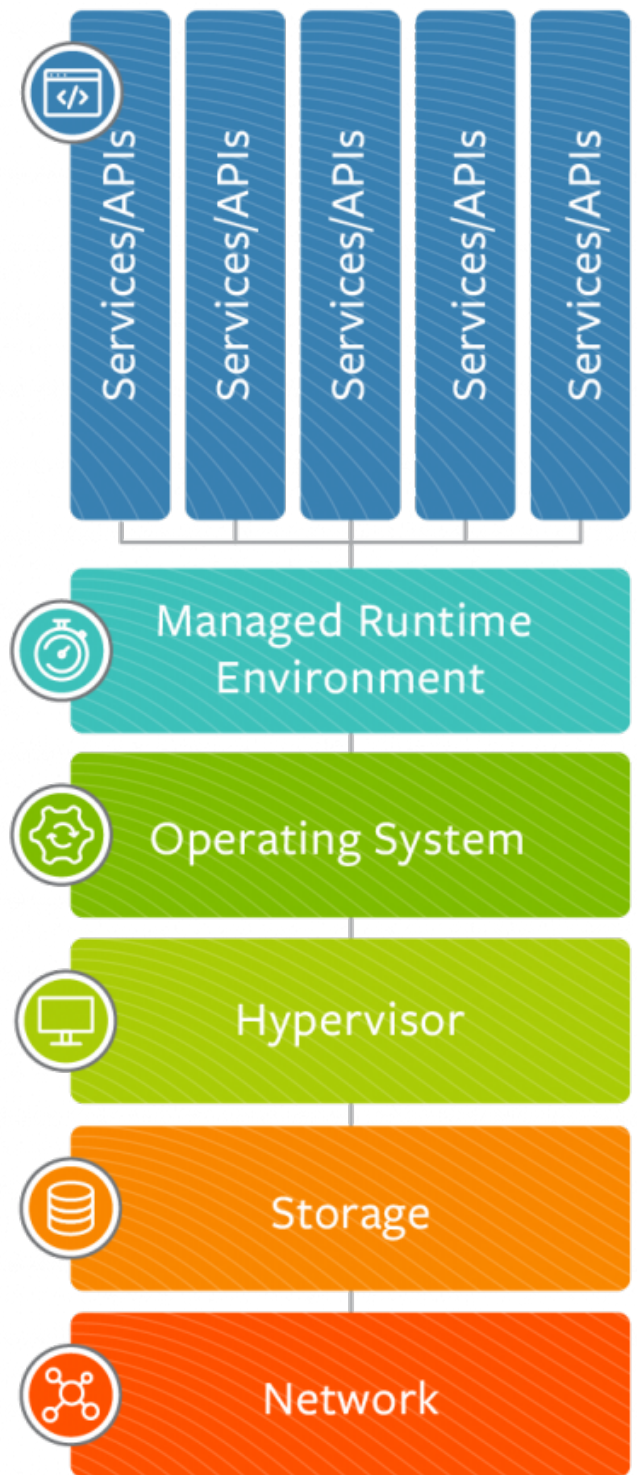 Services/APIs
Services/APIs
Services/APIs
Services/APIs
Services/APIs
Managed Runtime
Environment
Operating System
Hypervisor
Storage
Network